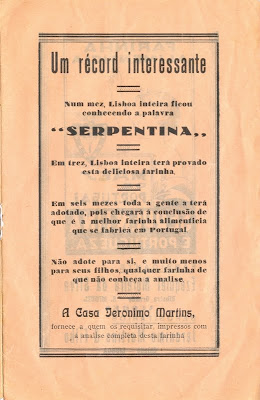 Um récord interessante
Num mez, Lisboa inteira ficou
conhecendo a palavra
“SERPENTINA„
Em trez, Lisboa inteira terá provado
esta deliciosa farinha.
Em seis mezes toda a gente a terá
adotado, pois chegará á conclusão de
que é a melhor farinha alimenticia
que se fabríca em Portugal
Não adote para si, e muito menos
para seus filhos, qualquer farinha de
que não conheça a analise.
A Casa Jeronimo Martins,
fornece a quem os requisitar, impressos com
a analise completa desta farinha